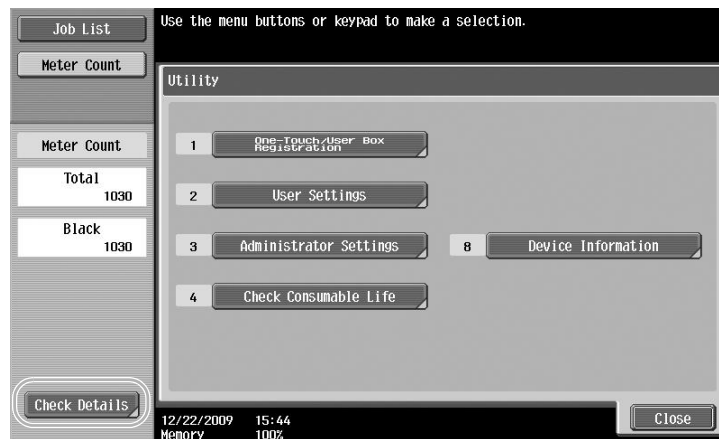 Job List
Use the menu buttons or keypad to make a selection.
Meter Count
Utility
Meter Count
Total
1030
Black
1030
1 One-Touch/User Box
Registration
2 User Settings
3 Administrator Settings
8 Device Information
4 Check Consumable Life
Check Details
12/22/2009 15:44
Memory 100%
Close